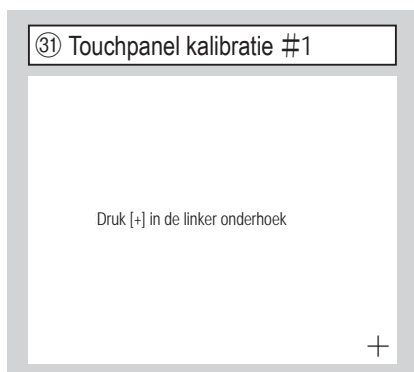 ㉛ Touchpanel kalibratie #1
Druk [+] in de linker onderhoek
+